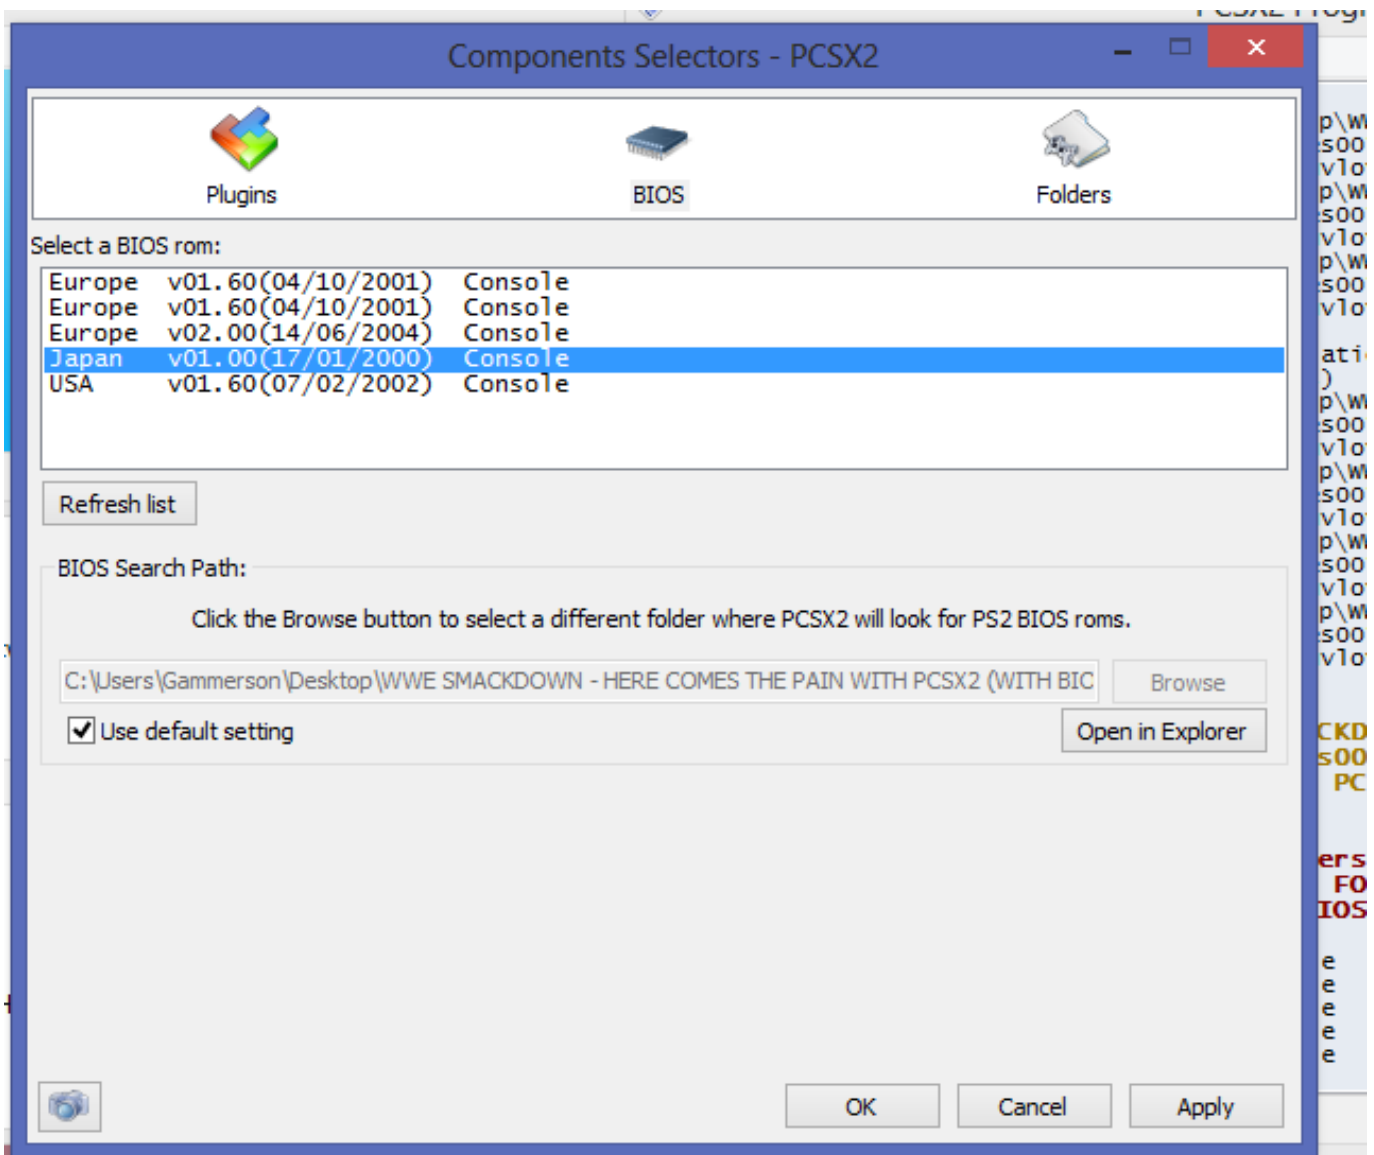 Components Selectors - PCSX2
Plugins
BIOS
Folders
Select a BIOS rom:
Europe v01.60(04/10/2001) Console
Europe v01.60(04/10/2001) Console
Europe v02.00(14/06/2004) Console
Japan v01.00(17/01/2000) Console
USA v01.60(07/02/2002) Console
Refresh list
BIOS Search Path:
Click the Browse button to select a different folder where PCSX2 will look for PS2 BIOS roms.
C:\Users\Gammerson\Desktop\WWE SMACKDOWN - HERE COMES THE PAIN WITH PCSX2 (WITH BIO
Browse
Use default setting
Open in Explorer
OK
Cancel
Apply